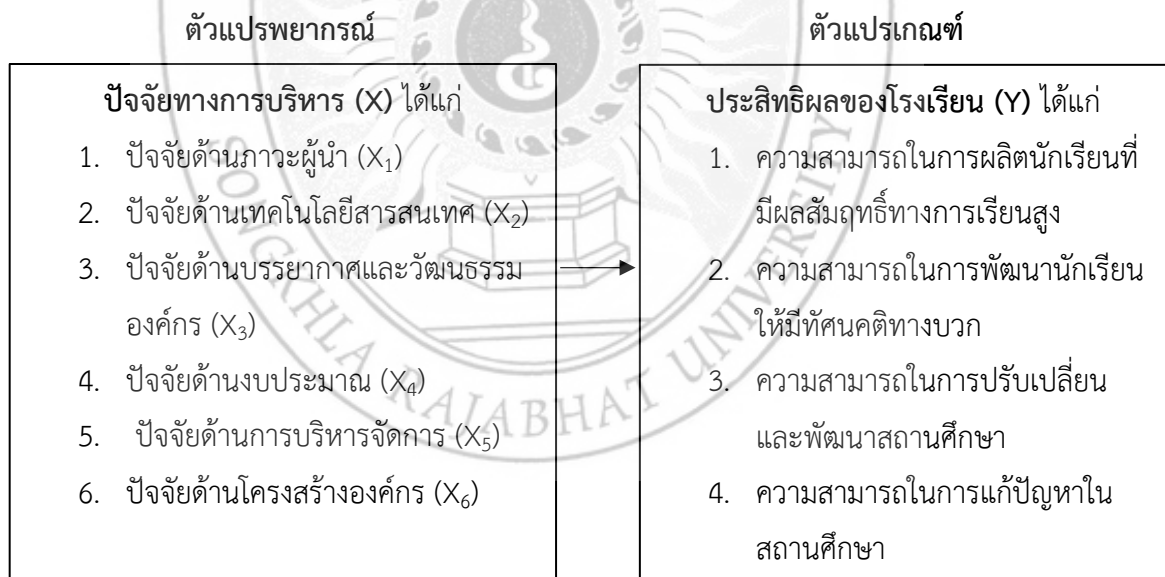 ตัวแปรพยากรณ์
ตัวแปรเกณฑ์
ปัจจัยทางการบริหาร (X) ได้แก่
1. ปัจจัยด้านภาวะผู้นำ (X₁)
2. ปัจจัยด้านเทคโนโลยีสารสนเทศ (X₂)
3. ปัจจัยด้านบรรยากาศและวัฒนธรรม
องค์กร (X₃)
4. ปัจจัยด้านงบประมาณ (X₄)
5. ปัจจัยด้านการบริหารจัดการ (X₅)
6. ปัจจัยด้านโครงสร้างองค์กร (X₆)
ประสิทธิผลของโรงเรียน (Y) ได้แก่
1. ความสามารถในการผลิตนักเรียนที่
มีผลสัมฤทธิ์ทางการเรียนสูง
2. ความสามารถในการพัฒนานักเรียน
ให้มีทัศนคติทางบวก
3. ความสามารถในการปรับเปลี่ยน
และพัฒนาสถานศึกษา
4. ความสามารถในการแก้ปัญหาใน
สถานศึกษา
SONGKHLA RAJABHAT UNIVERSITY